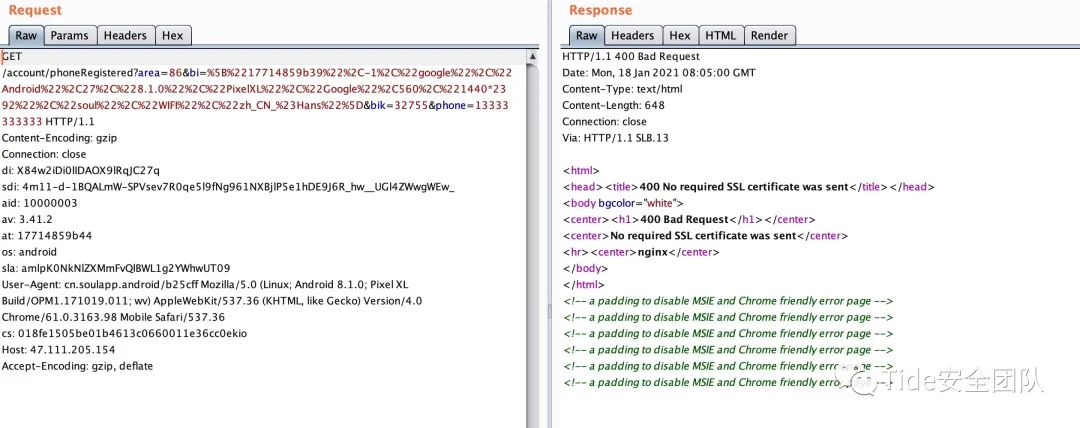 Request
Raw Params Headers Hex
GET
/account/phoneRegistered?area=86&bi=%5B%2217714859b39%22%2C-1%2C%22google%22%2C%22
Android%22%2C27%2C%228.1.0%22%2C%22PixelXL%22%2C%22Google%22%2C560%2C%221440*23
92%22%2C%22soul%22%2C%22WIFI%22%2C%22zh_CN_%23Hans%22%5D&bik=32755&phone=13333
333333 HTTP/1.1
Content-Encoding: gzip
Connection: close
di: X84w2iDi0lIDAOX9lRqJC27q
sdi: 4m11-d-1BQALmW-SPVsev7R0qe5l9fNg961NXBjlP5e1hDE9J6R_hw__UGl4ZWwgWEw_
aid: 10000003
av: 3.41.2
at: 17714859b44
os: android
sla: amlpK0NkNlZXMmFvQlBWL1g2YWhwUT09
User-Agent: cn.soulapp.android/b25cff Mozilla/5.0 (Linux; Android 8.1.0; Pixel XL
Build/OPM1.171019.011; wv) AppleWebKit/537.36 (KHTML, like Gecko) Version/4.0
Chrome/61.0.3163.98 Mobile Safari/537.36
cs: 018fe1505be01b4613c0660011e36cc0ekio
Host: 47.111.205.154
Accept-Encoding: gzip, deflate
Response
Raw Headers Hex HTML Render
HTTP/1.1 400 Bad Request
Date: Mon, 18 Jan 2021 08:05:00 GMT
Content-Type: text/html
Content-Length: 648
Connection: close
Via: HTTP/1.1 SLB.13
<html>
<head><title>400 No required SSL certificate was sent</title></head>
<body bgcolor="white">
<center><h1>400 Bad Request</h1></center>
<center>No required SSL certificate was sent</center>
<hr><center>nginx</center>
</body>
</html>
<!-- a padding to disable MSIE and Chrome friendly error page -->
<!-- a padding to disable MSIE and Chrome friendly error page -->
<!-- a padding to disable MSIE and Chrome friendly error page -->
<!-- a padding to disable MSIE and Chrome friendly error page -->
<!-- a padding to disable MSIE and Chrome friendly error page -->
<!-- a padding to disable MSIE and Chrome friendly error page -->
Tide安全团队